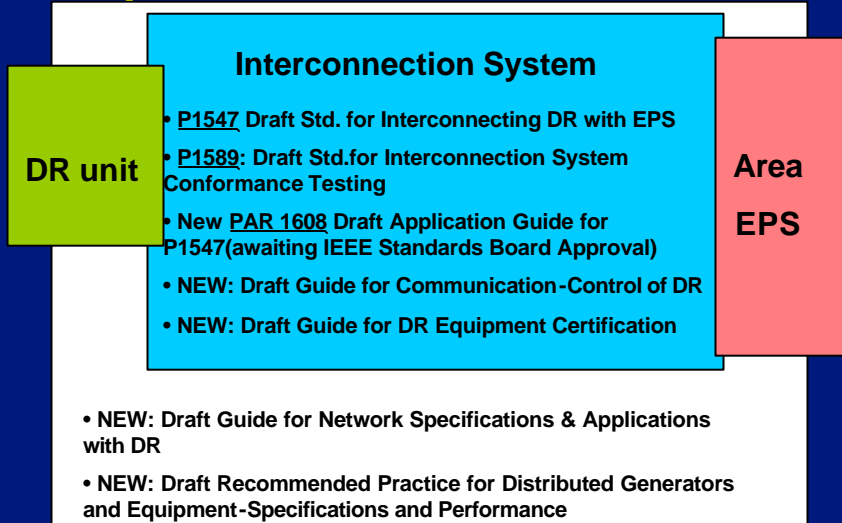 Interconnection System
• P1547 Draft Std. for Interconnecting DR with EPS
• P1589: Draft Std.for Interconnection System
Conformance Testing
• New PAR 1608 Draft Application Guide for
P1547(awaiting IEEE Standards Board Approval)
• NEW: Draft Guide for Communication-Control of DR
• NEW: Draft Guide for DR Equipment Certification
DR unit
Area
EPS
• NEW: Draft Guide for Network Specifications & Applications
with DR
• NEW: Draft Recommended Practice for Distributed Generators
and Equipment-Specifications and Performance